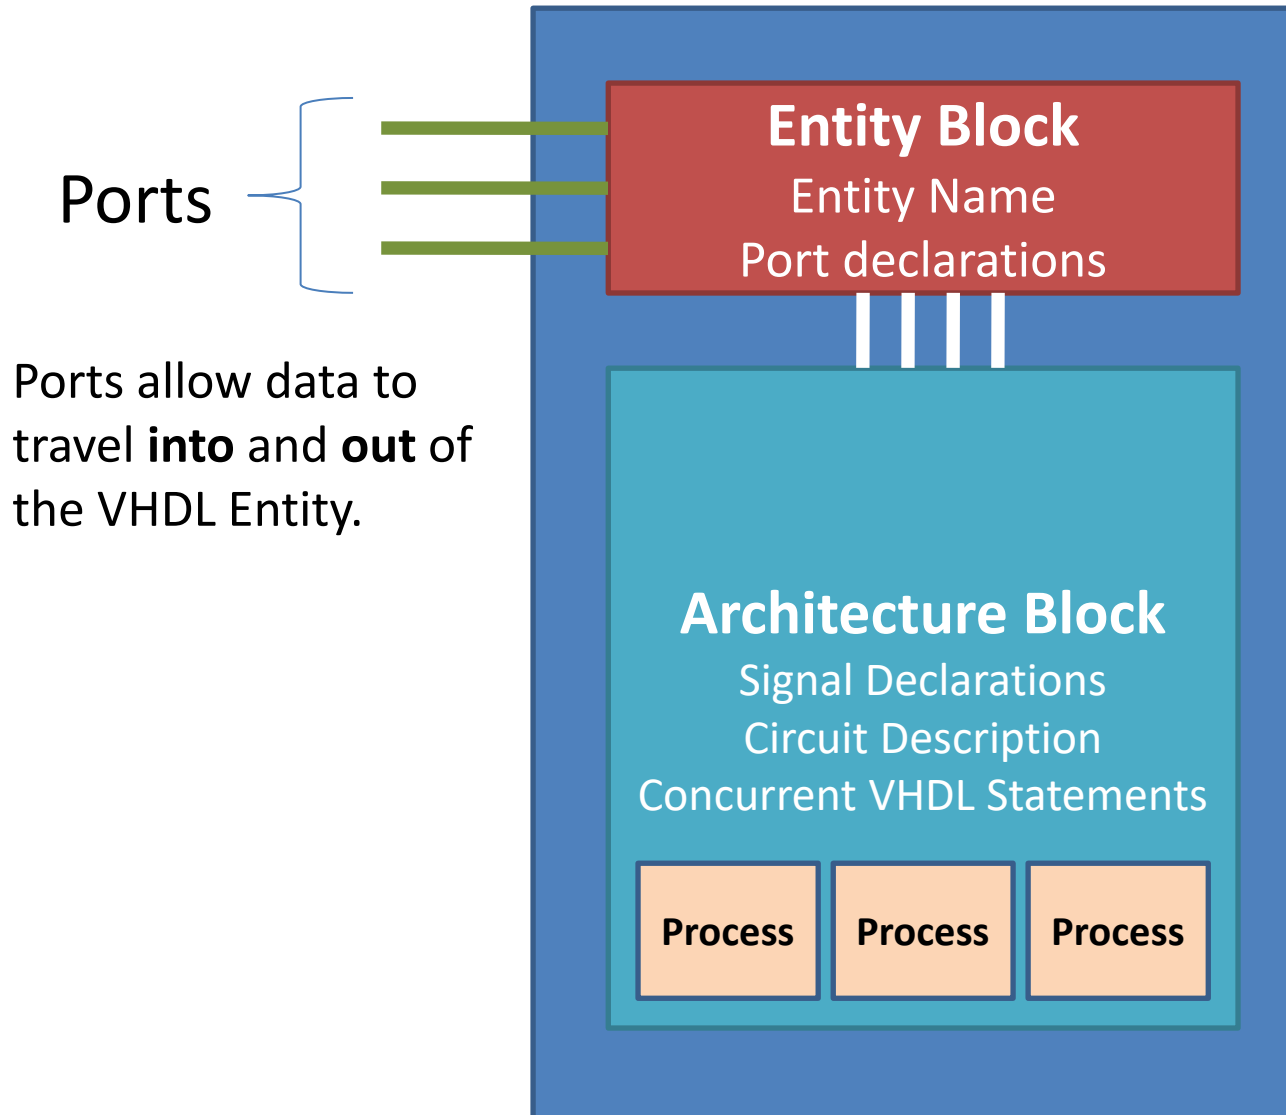 Ports
Ports allow data to
travel into and out of
the VHDL Entity.
Entity Block
Entity Name
Port declarations
Architecture Block
Signal Declarations
Circuit Description
Concurrent VHDL Statements
Process
Process
Process